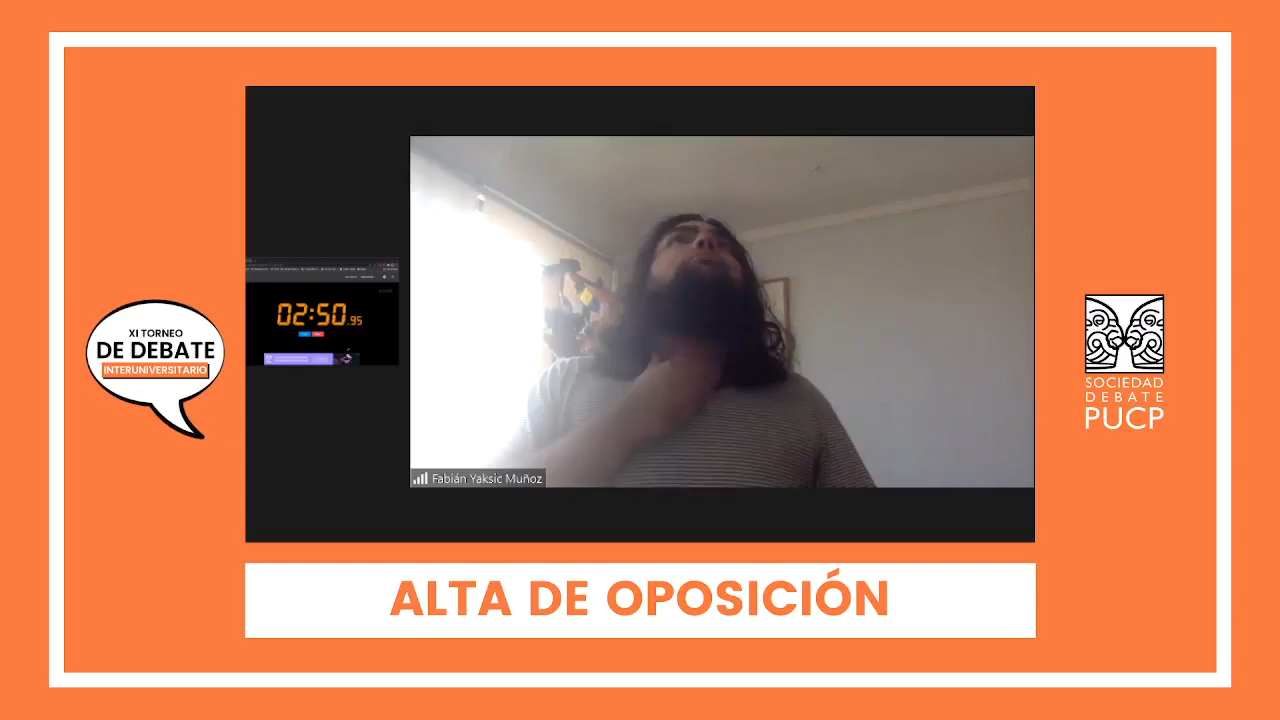 XI TORNEO
DE DEBATE
INTERUNIVERSITARIO
02:50.95
Fabián Yaksic Muñoz
SOCIEDAD
DEBATE
PUCP
ALTA DE OPOSICIÓN